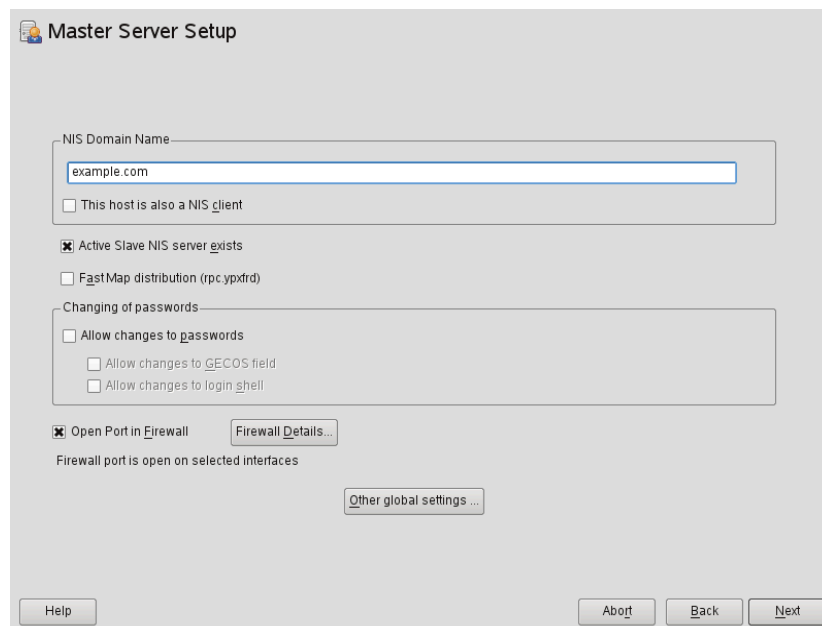 Master Server Setup
NIS Domain Name
example.com
This host is also a NIS client
Active Slave NIS server exists
Fast Map distribution (rpc.ypxfrd)
Changing of passwords
Allow changes to passwords
Allow changes to GECOS field
Allow changes to login shell
Open Port in Firewall
Firewall Details...
Firewall port is open on selected interfaces
Other global settings ...
Help
Abort
Back
Next